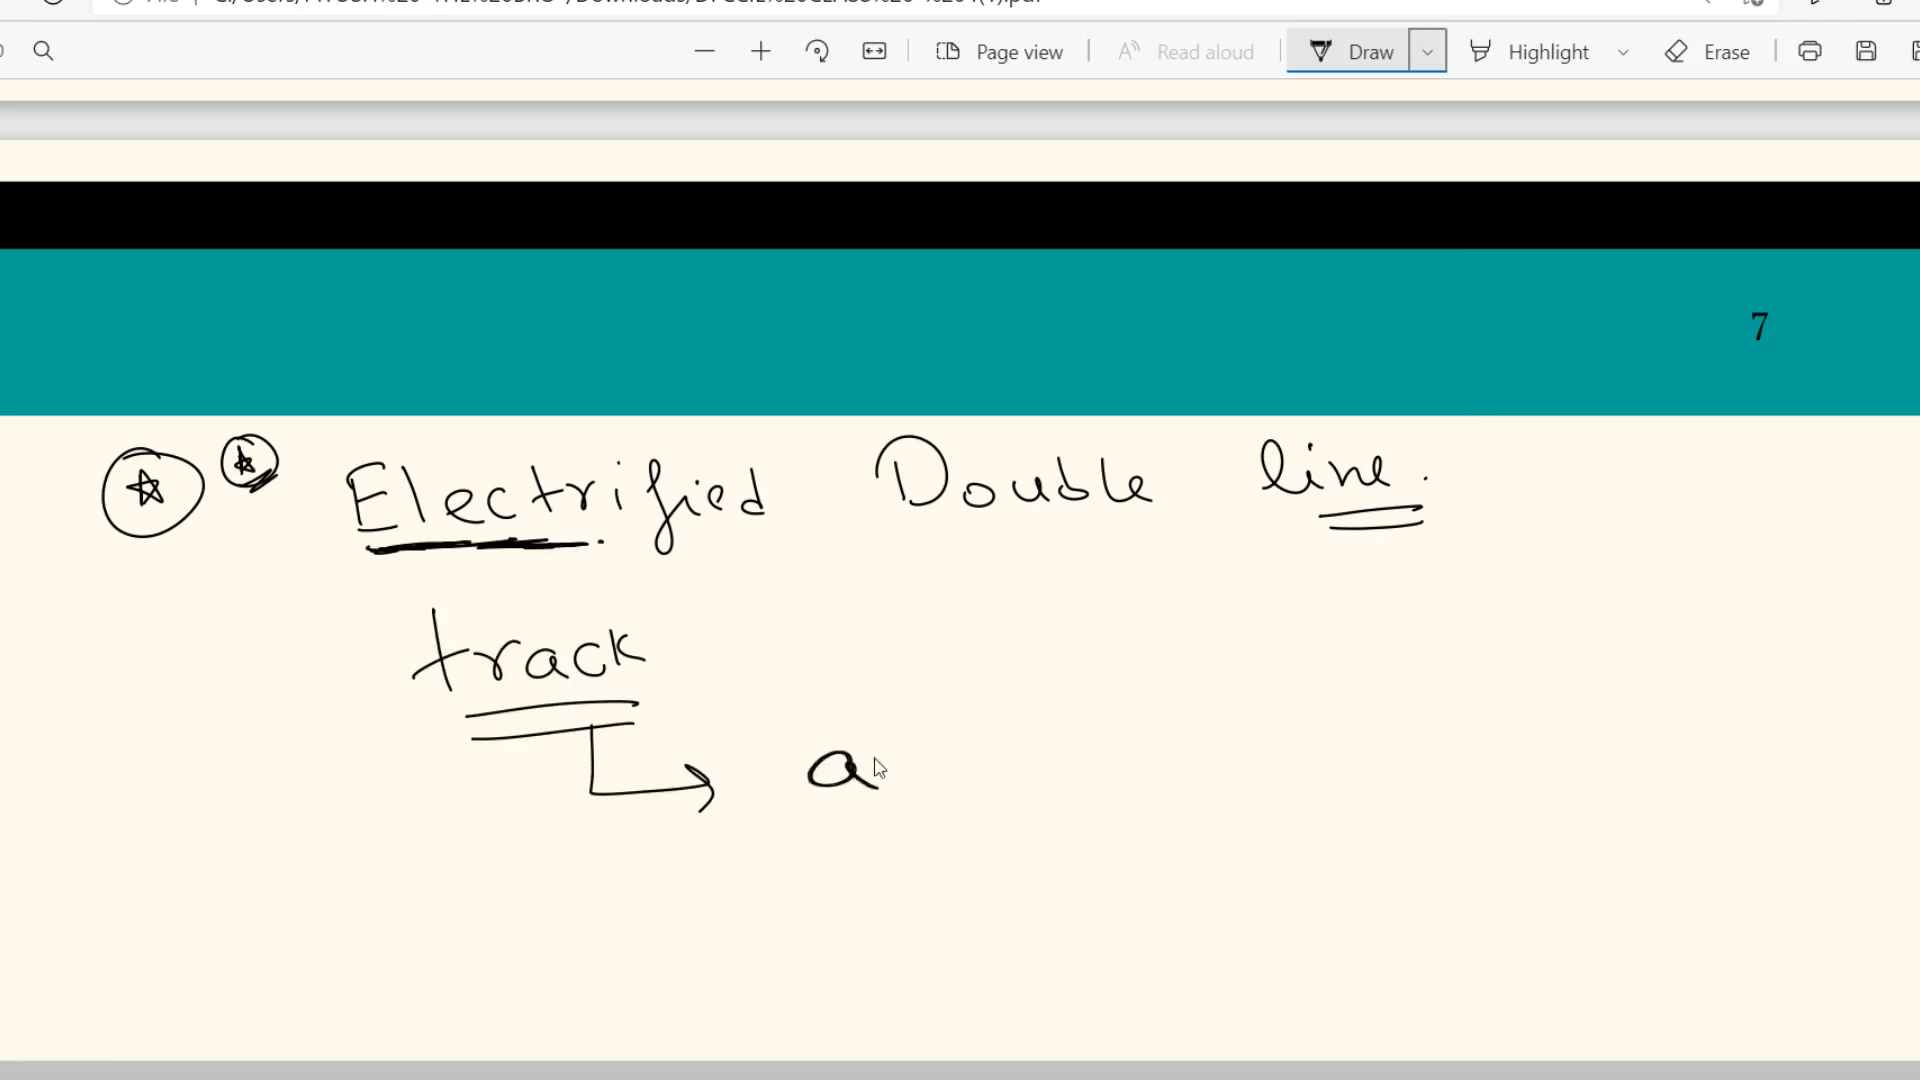 Page view Read aloud Draw Highlight Erase
7
Electrified Double line.
track
a